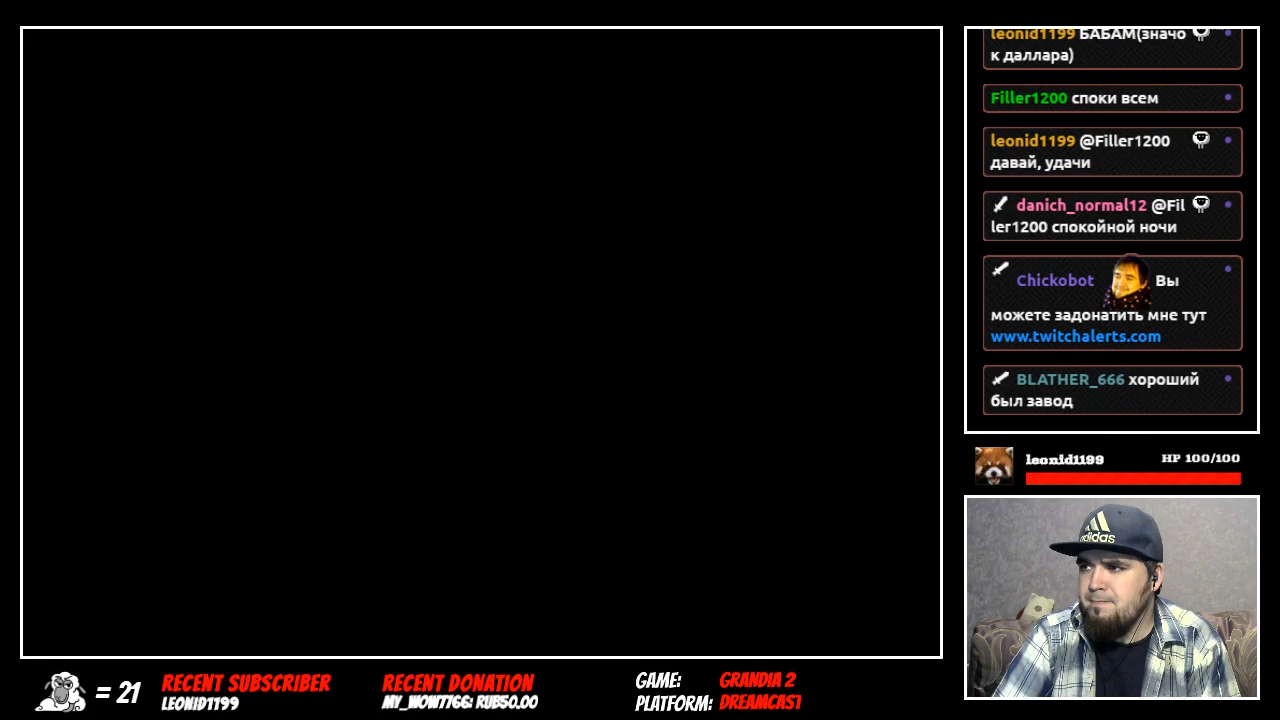 leonid1199 БАБАМ(значо
к даллара)
Filler1200 споки всем
leonid1199 @Filler1200
давай, удачи
danich_normal12 @Fil
ler1200 спокойной ночи
Chickobot Вы
можете задонатить мне тут
www.twitchalerts.com
BLATHER_666 хороший
был завод
leonid1199 HP 100/100
adidas
= 21
RECENT SUBSCRIBER
LEONID1199
RECENT DONATION
MY_WOW7766: RUB50.00
GAME: GRANDIA 2
PLATFORM: DREAMCAST